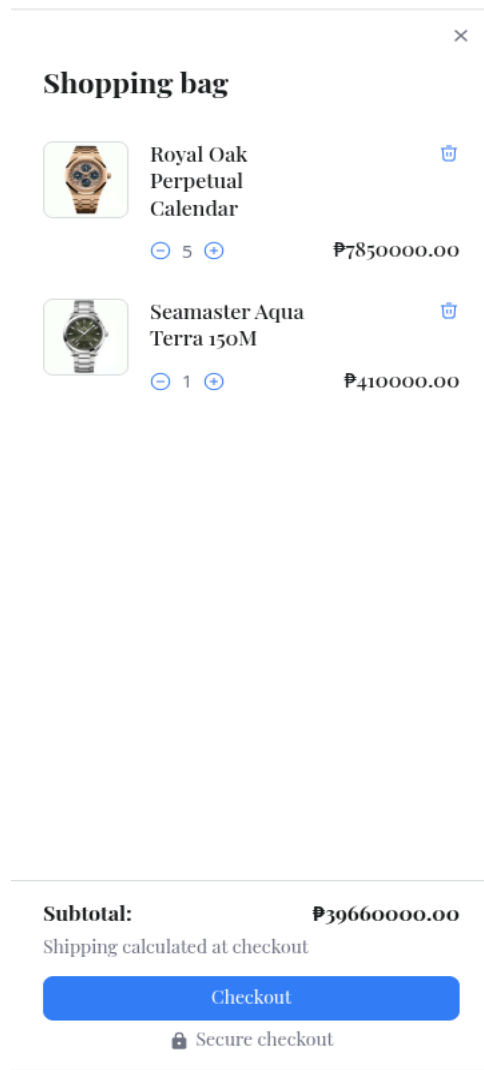 Shopping bag
Royal Oak
Perpetual
Calendar
5
₱7850000.00
Seamaster Aqua
Terra 150M
1
₱410000.00
Subtotal:
₱39660000.00
Shipping calculated at checkout
Checkout
Secure checkout